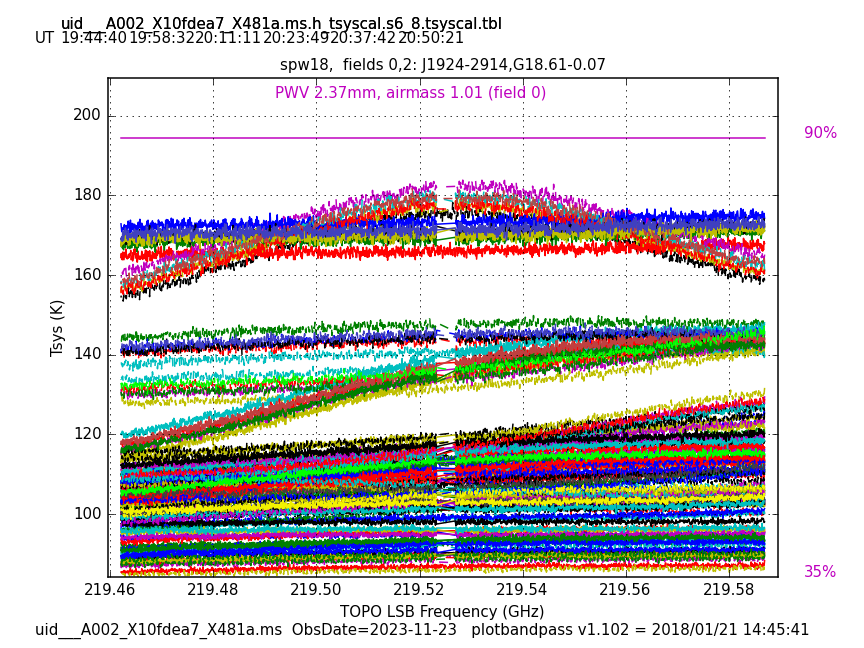 uid___A002_X10fdea7_X481a.ms.h_tsyscal.s6_8.tsyscal.tbl
UT 19:44:40 19:58:32 20:11:11 20:23:49 20:37:42 20:50:21
spw18, fields 0,2: J1924-2914,G18.61-0.07
PWV 2.37mm, airmass 1.01 (field 0)
200
90%
180
160
Tsys (K)
140
120
100
35%
219.46 219.48 219.50 219.52 219.54 219.56 219.58
TOPO LSB Frequency (GHz)
uid___A002_X10fdea7_X481a.ms ObsDate=2023-11-23 plotbandpass v1.102 = 2018/01/21 14:45:41